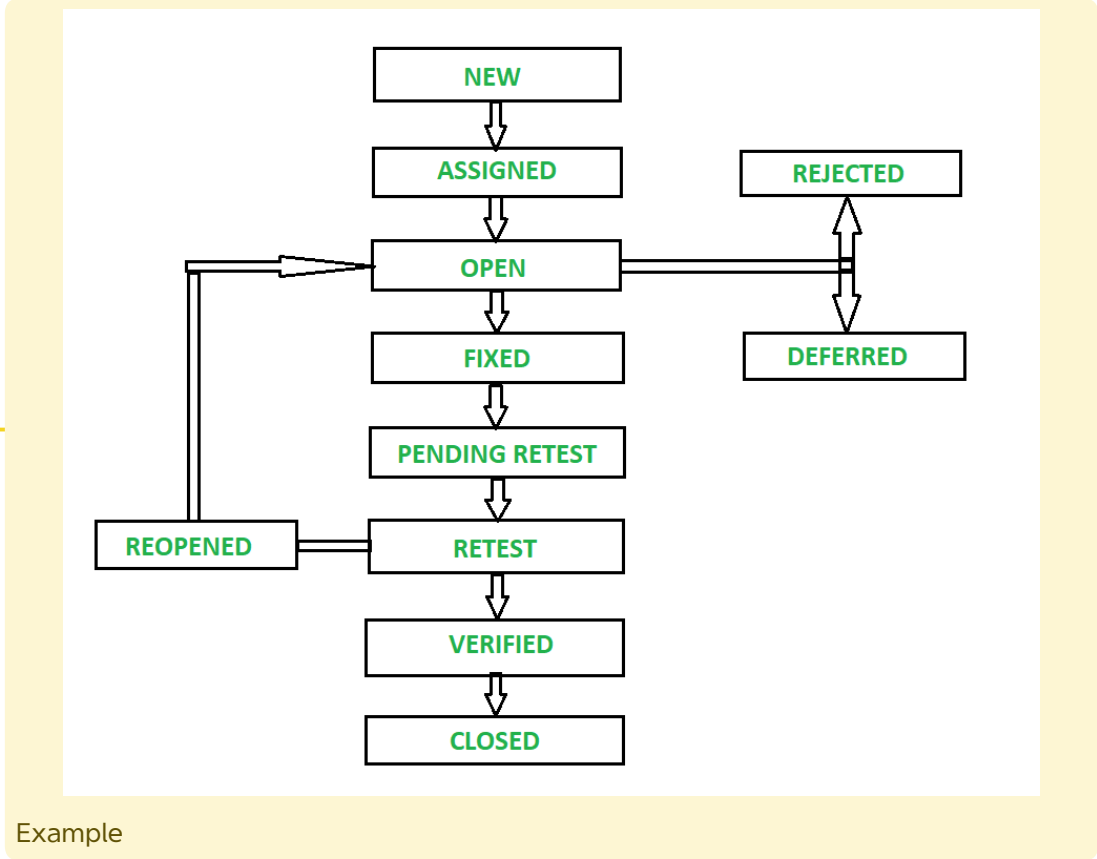 NEW
ASSIGNED
REJECTED
OPEN
FIXED
DEFERRED
PENDING RETEST
REOPENED
RETEST
VERIFIED
CLOSED
Example